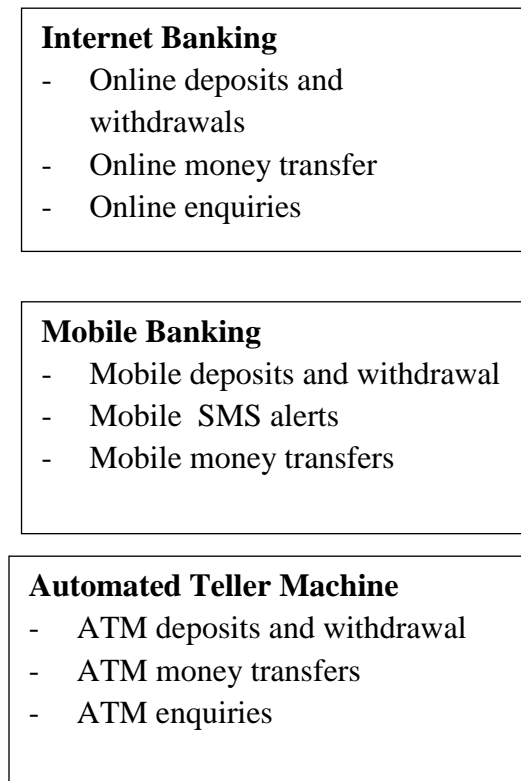 Internet Banking
- Online deposits and
withdrawals
- Online money transfer
- Online enquiries
Mobile Banking
- Mobile deposits and withdrawal
- Mobile  SMS alerts
- Mobile money transfers
Automated Teller Machine
- ATM deposits and withdrawal
- ATM money transfers
- ATM enquiries